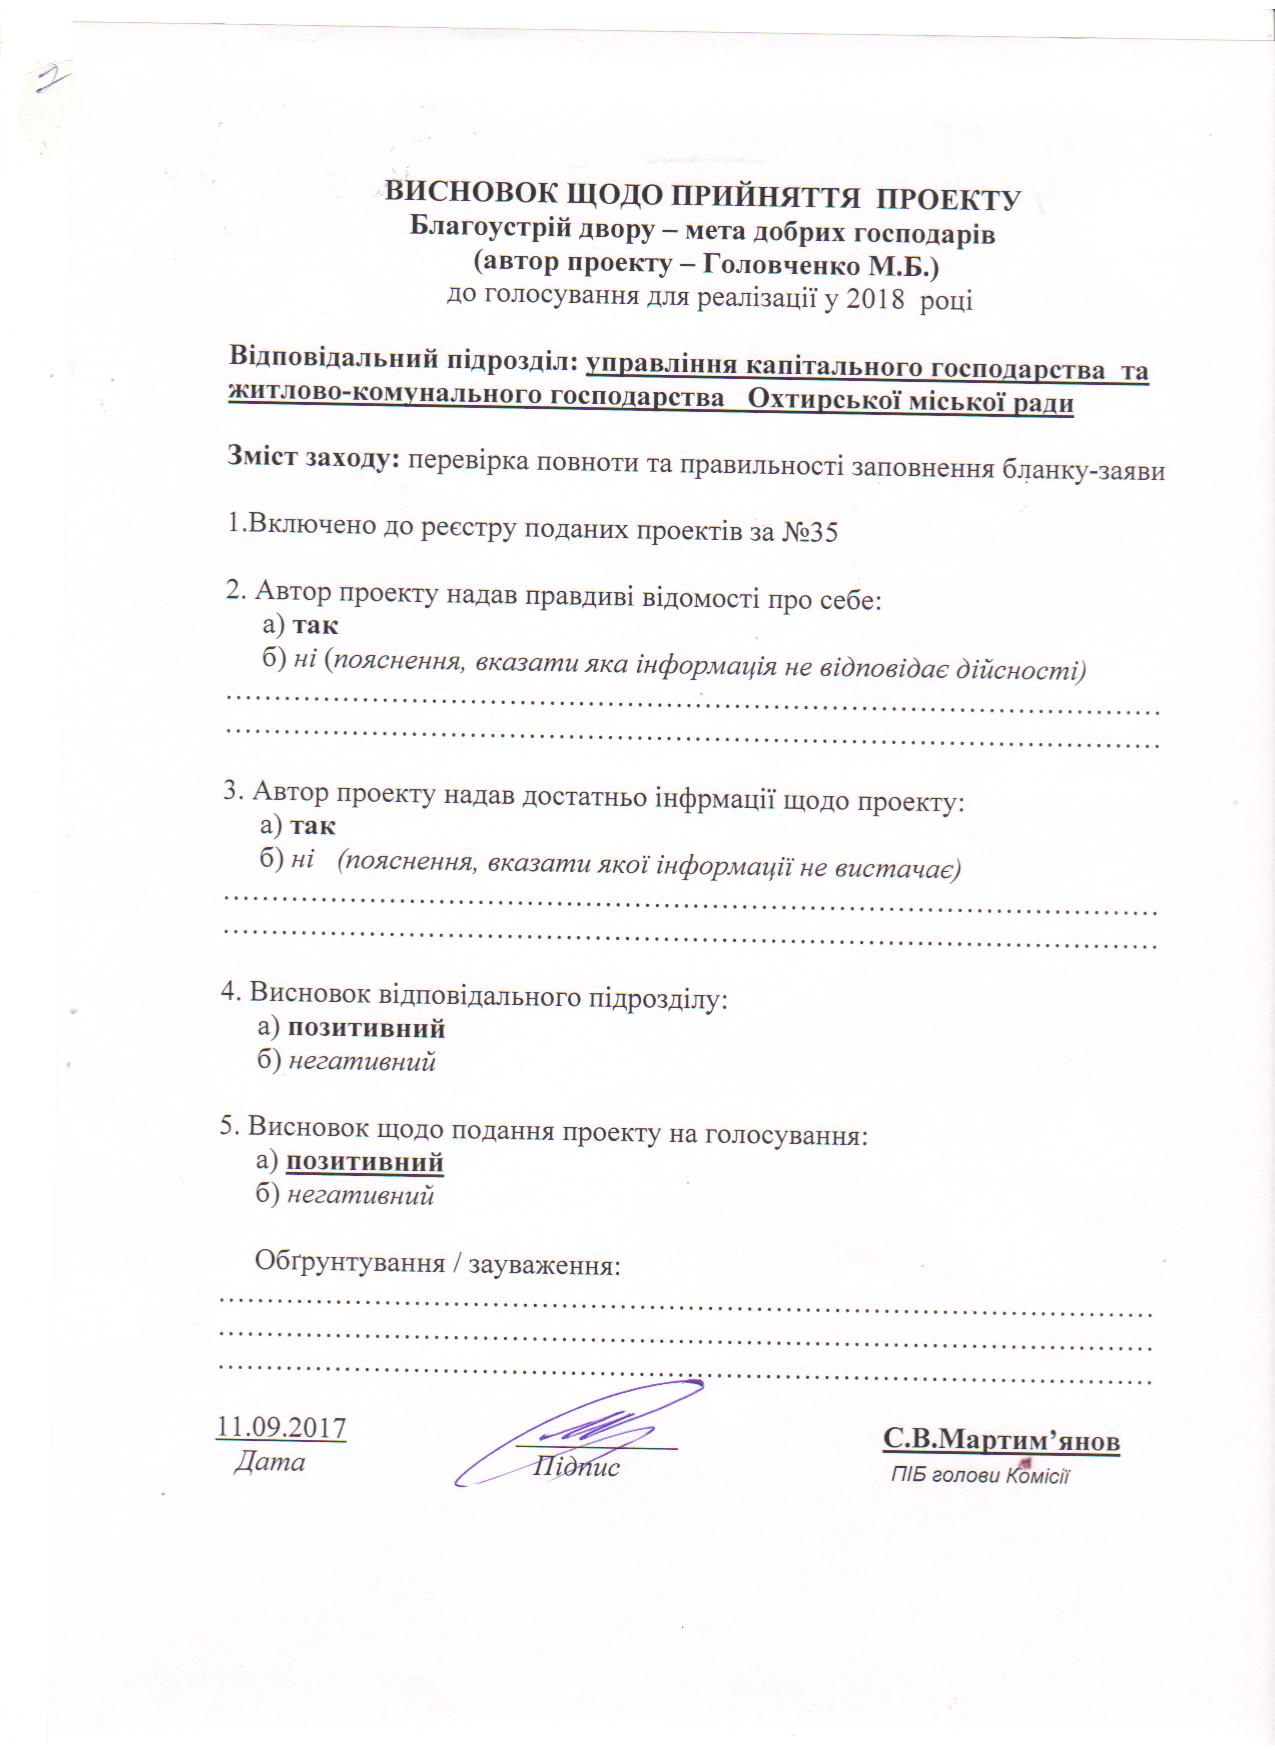 ВИСНОВОК ЩОДО ПРИЙНЯТТЯ ПРОЕКТУ
Благоустрій двору – мета добрих господарів
(автор проекту – Головченко М.Б.)
до голосування для реалізації у 2018 році
Відповідальний підрозділ: управління капітального господарства та
житлово-комунального господарства Охтирської міської ради
Зміст заходу: перевірка повноти та правильності заповнення бланку-заяви
1.Включено до реєстру поданих проектів за №35
2. Автор проекту надав правдиві відомості про себе:
а) так
б) ні (пояснення, вказати яка інформація не відповідає дійсності)
………………………………………………………………………………………
………………………………………………………………………………………
3. Автор проекту надав достатньо інфрмації щодо проекту:
а) так
б) ні (пояснення, вказати якої інформації не вистачає)
………………………………………………………………………………………
………………………………………………………………………………………
4. Висновок відповідального підрозділу:
а) позитивний
б) негативний
5. Висновок щодо подання проекту на голосування:
а) позитивний
б) негативний
Обґрунтування / зауваження:
………………………………………………………………………………………
………………………………………………………………………………………
………………………………………………………………………………………
11.09.2017 ___________ С.В.Мартим’янов
Дата Підпис ПІБ голови Комісії